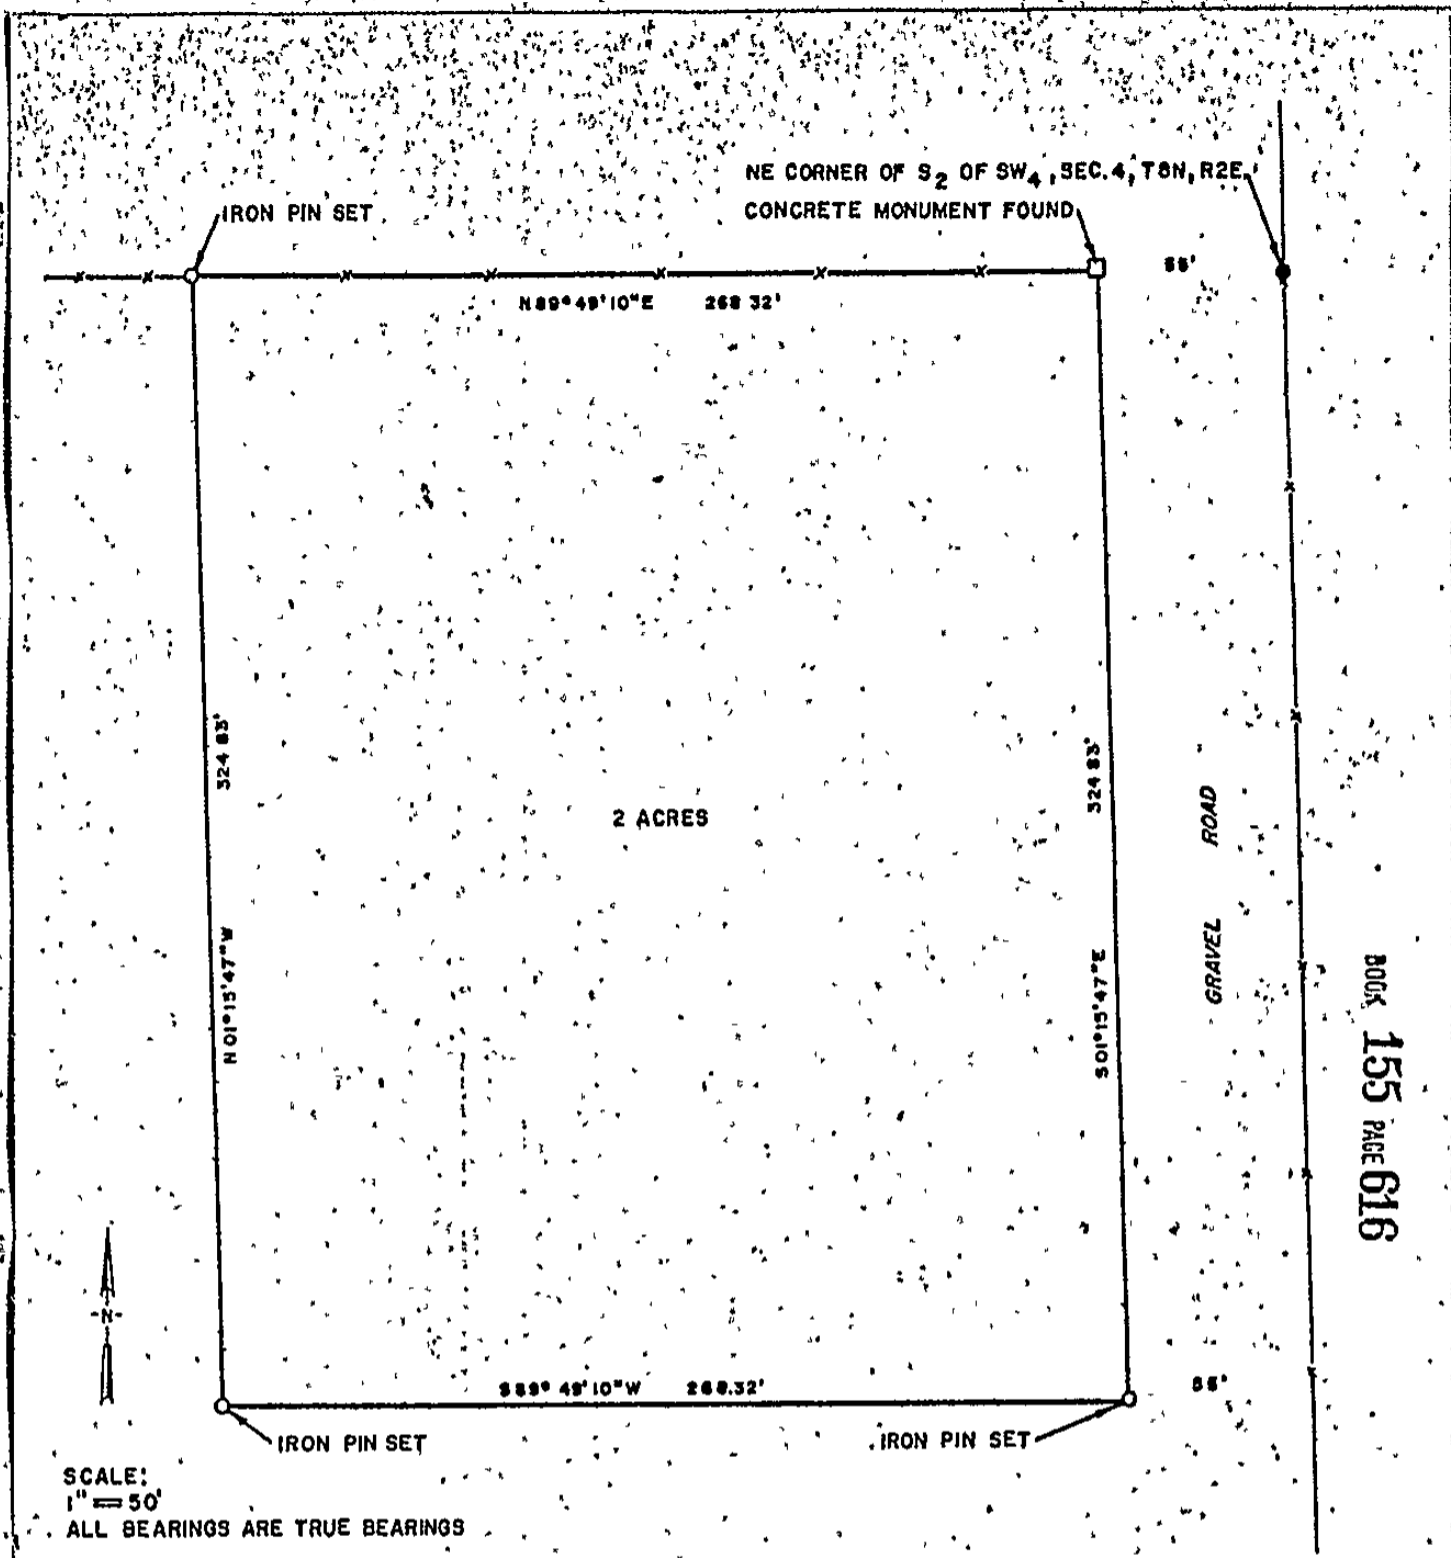 NE CORNER OF S2 OF SW4, SEC.4, T8N, R2E,
IRON PIN SET
CONCRETE MONUMENT FOUND
N89°49'10"E 268 32'
324 83'
324 83'
2 ACRES
GRAVEL ROAD
N01°15'47"W
S01°15'47"E
BOOK 155 PAGE 616
-N-
S89°49'10"W 268.32'
IRON PIN SET
IRON PIN SET
SCALE:
1" = 50'
ALL BEARINGS ARE TRUE BEARINGS